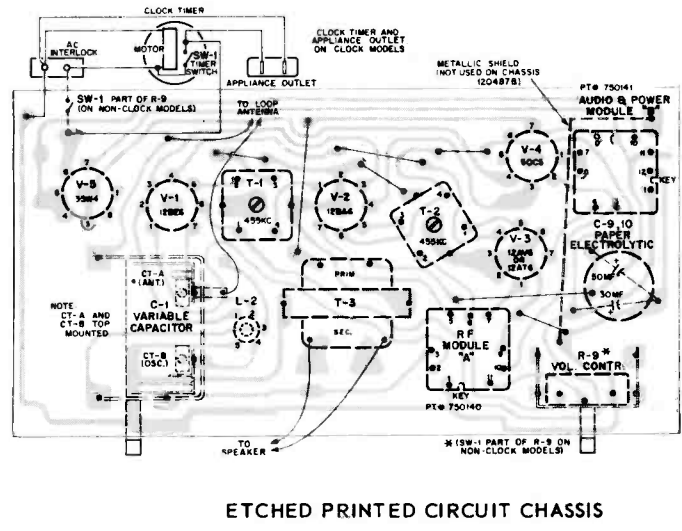 CLOCK TIMER
AC
INTERLOCK
MOTOR
SW-1
TIMER
SWITCH
APPLIANCE OUTLET
CLOCK TIMER AND
APPLIANCE OUTLET
ON CLOCK MODELS
METALLIC SHIELD
(NOT USED ON CHASSIS
120487B)
PT# 750141
AUDIO & POWER
MODULE
SW-1 PART OF R-9
(ON NON-CLOCK MODELS)
TO LOOP
ANTENNA
V-5
35W4
V-1
12BE6
T-1
455KC
V-2
12BA6
T-2
455KC
V-4
50C5
V-3
12AV6
OR
12AT6
KEY
C-9, 10
PAPER
ELECTROLYTIC
50MF
30MF
NOTE:
CT-A AND
CT-B TOP
MOUNTED
CT-A
(ANT.)
C-1
VARIABLE
CAPACITOR
CT-B
(OSC.)
L-2
PRIM
T-3
SEC.
RF
MODULE
"A"
KEY
PT# 750140
R-9*
VOL. CONTR.
TO
SPEAKER
*(SW-1 PART OF R-9 ON
NON-CLOCK MODELS)
ETCHED PRINTED CIRCUIT CHASSIS